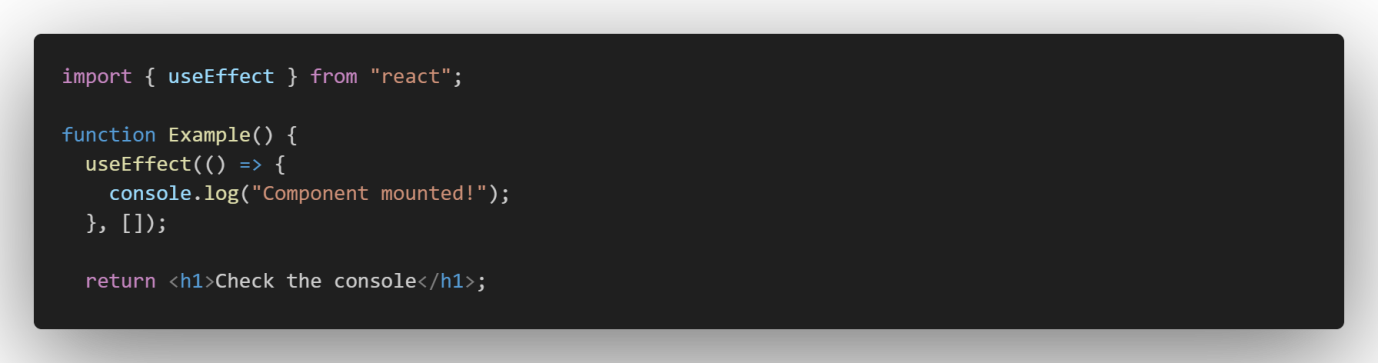 import { useEffect } from "react";

function Example() {
  useEffect(() => {
    console.log("Component mounted!");
  }, []);

  return <h1>Check the console</h1>;